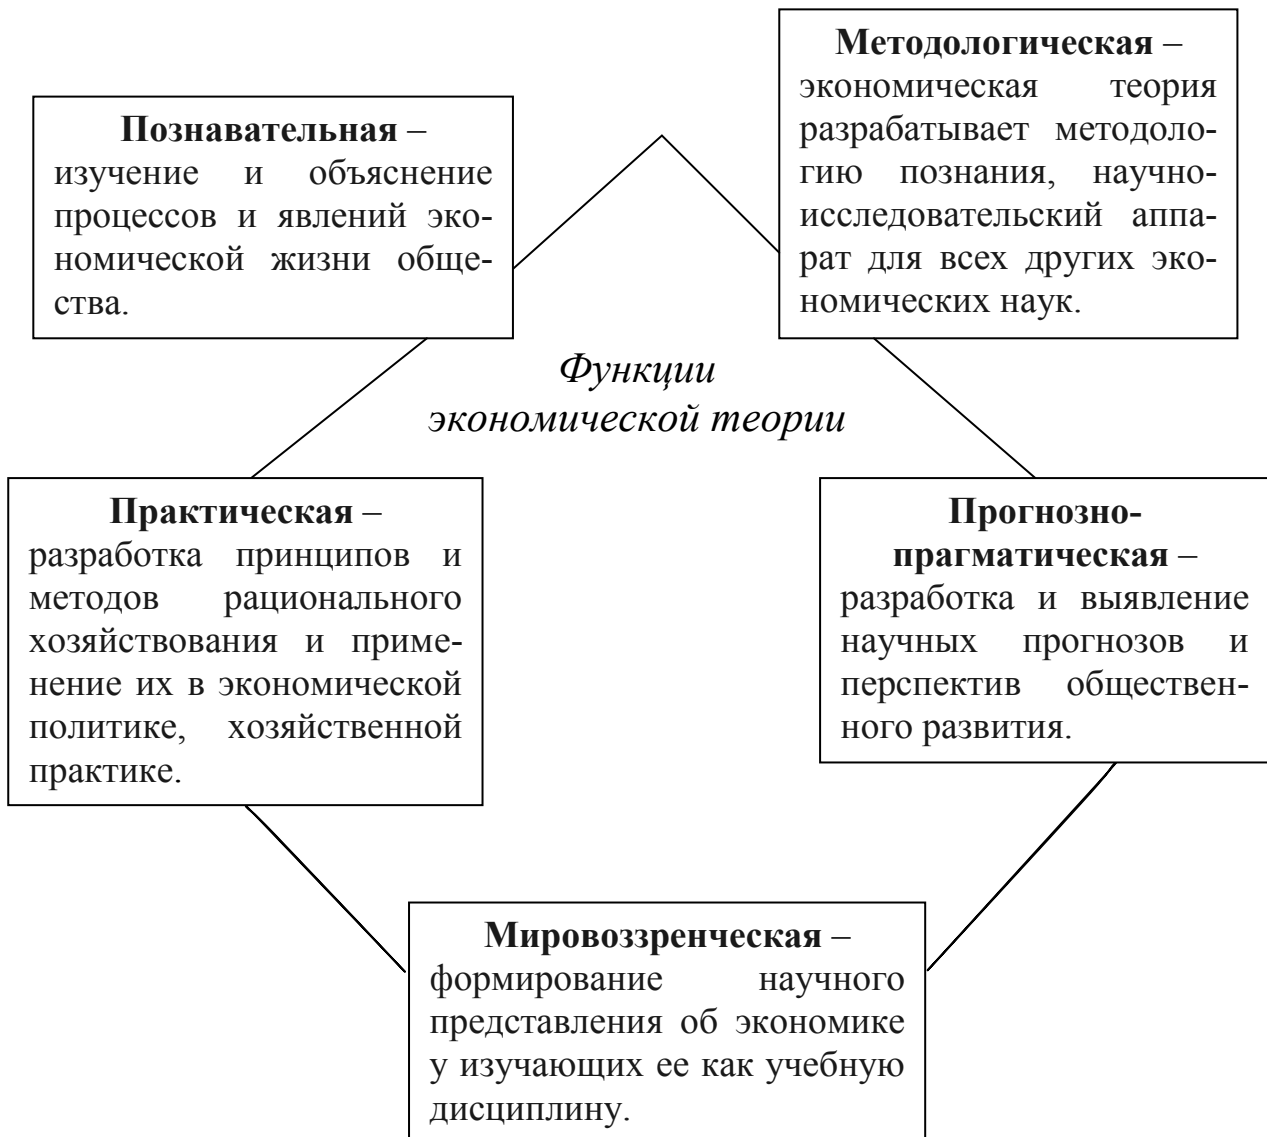 Познавательная –
изучение и объяснение
процессов и явлений эко-
номической жизни обще-
ства.
Методологическая –
экономическая теория
разрабатывает методоло-
гию познания, научно-
исследовательский аппа-
рат для всех других эко-
номических наук.
Функции
экономической теории
Практическая –
разработка принципов и
методов рационального
хозяйствования и приме-
нение их в экономической
политике, хозяйственной
практике.
Прогнозно-
прагматическая –
разработка и выявление
научных прогнозов и
перспектив обществен-
ного развития.
Мировоззренческая –
формирование научного
представления об экономике
у изучающих ее как учебную
дисциплину.